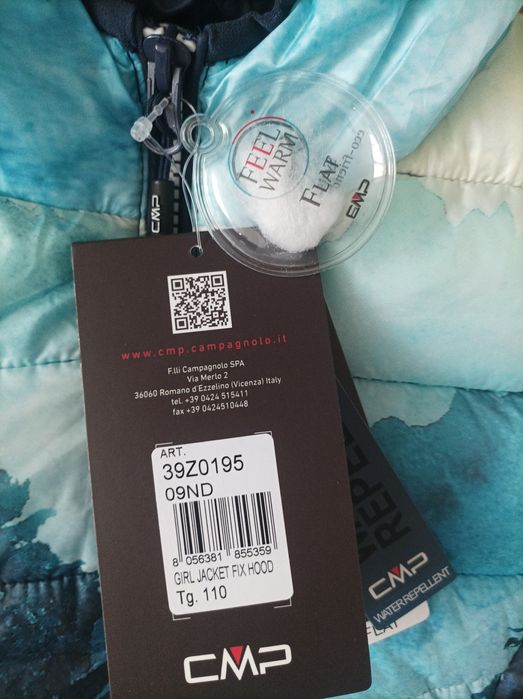 FEEL
WARM
FLAT
CMP
CMP
www.cmp.campagnolo.it
F.lli Campagnolo SPA
Via Merlo 2
36060 Romano d'Ezzelino (Vicenza) Italy
tel. +39 0424 515411
fax +39 0424510448
ART.
39Z0195
09ND
8 056381 855359
GIRL JACKET FIX HOOD
Tg. 110
CMP
CMP
WATER REPELLENT
FLAT